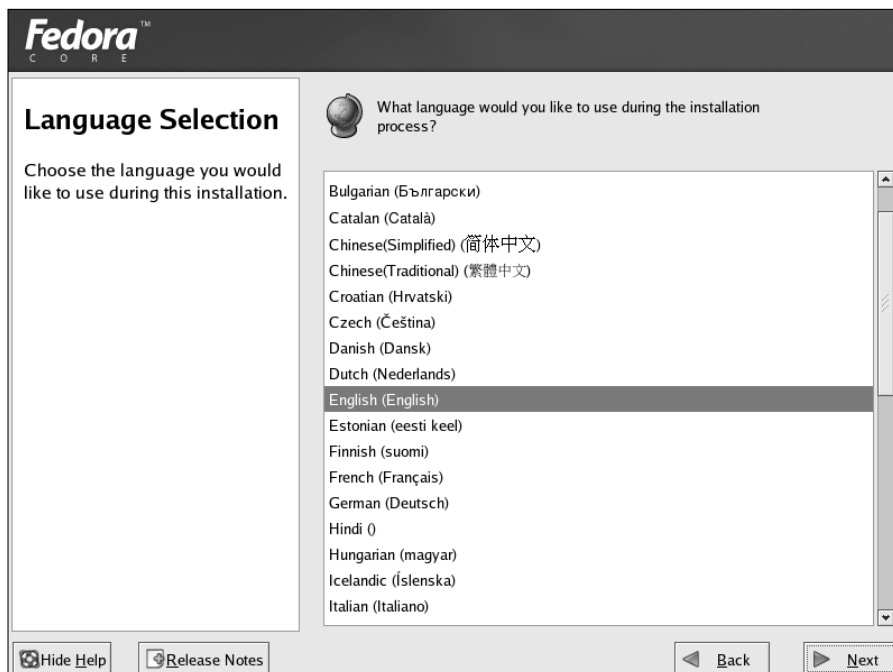 Fedora™
CORE
Language Selection
Choose the language you would
like to use during this installation.
What language would you like to use during the installation
process?
Bulgarian (Български)
Catalan (Català)
Chinese(Simplified) (简体中文)
Chinese(Traditional) (繁體中文)
Croatian (Hrvatski)
Czech (Čeština)
Danish (Dansk)
Dutch (Nederlands)
English (English)
Estonian (eesti keel)
Finnish (suomi)
French (Français)
German (Deutsch)
Hindi ()
Hungarian (magyar)
Icelandic (Íslenska)
Italian (Italiano)
Hide Help
Release Notes
Back
Next